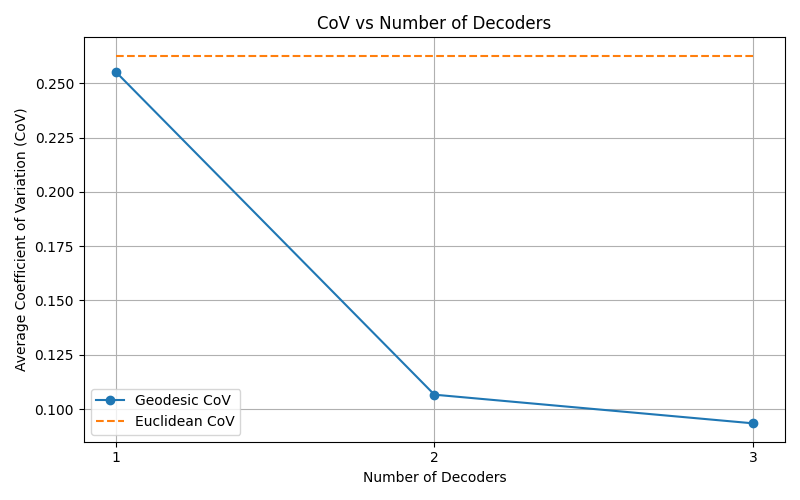 CoV vs Number of Decoders
Average Coefficient of Variation (CoV)
0.250
0.225
0.200
0.175
0.150
0.125
0.100
Geodesic CoV
Euclidean CoV
1
2
3
Number of Decoders